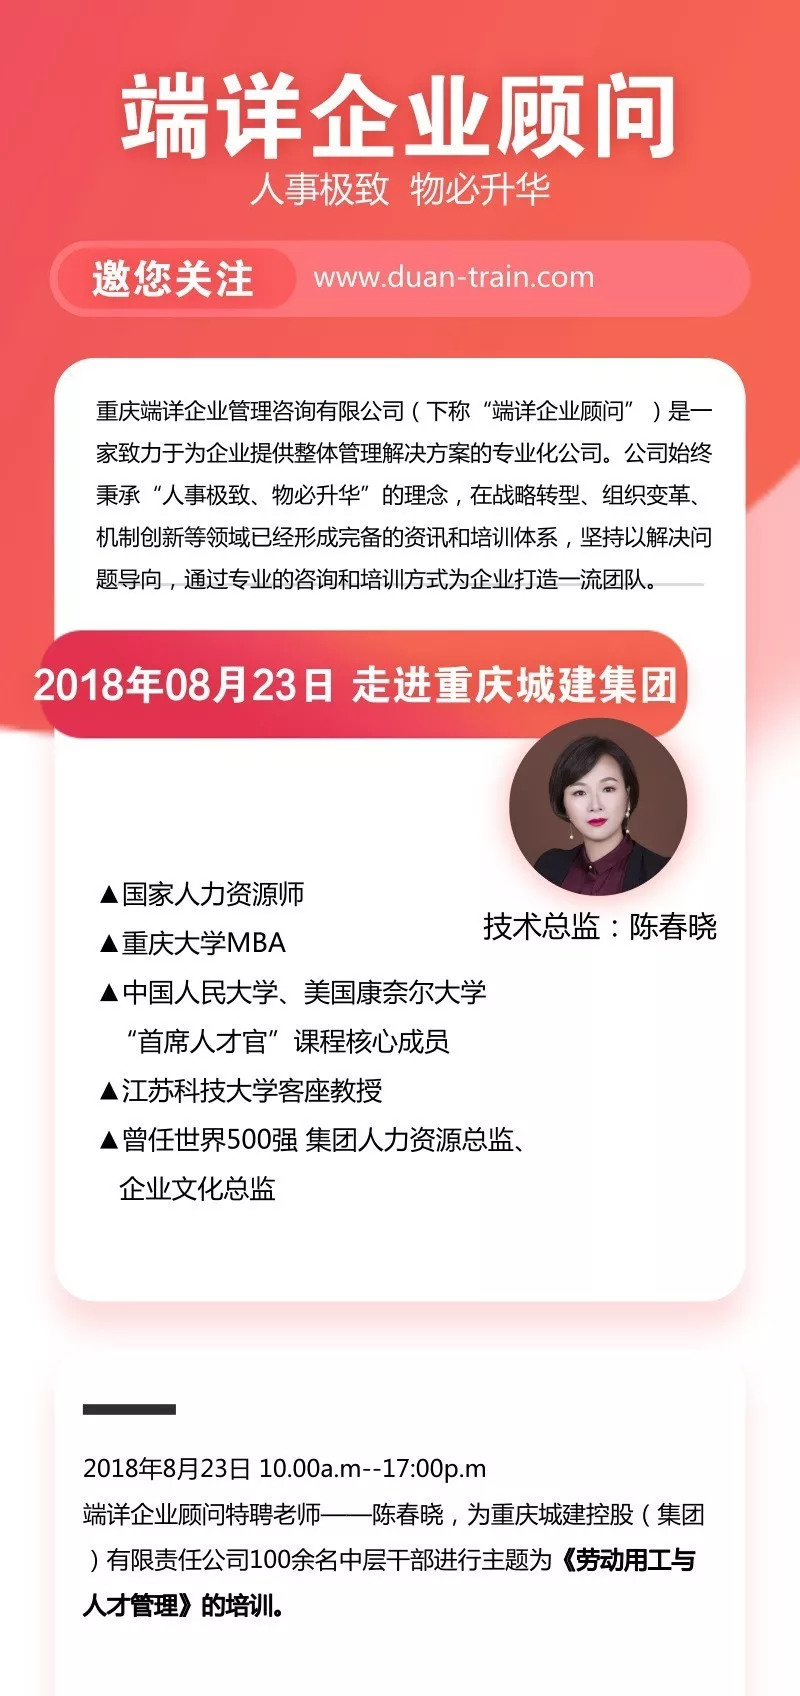 端详企业顾问
人事极致 物必升华
邀您关注 www.duan-train.com
重庆端详企业管理咨询有限公司（下称“端详企业顾问”）是一
家致力于为企业提供整体管理解决方案的专业化公司。公司始终
秉承“人事极致、物必升华”的理念，在战略转型、组织变革、
机制创新等领域已经形成完备的资讯和培训体系，坚持以解决问
题导向，通过专业的咨询和培训方式为企业打造一流团队。
2018年08月23日 走进重庆城建集团
技术总监：陈春晓
▲国家人力资源师
▲重庆大学MBA
▲中国人民大学、美国康奈尔大学
“首席人才官”课程核心成员
▲江苏科技大学客座教授
▲曾任世界500强 集团人力资源总监、
企业文化总监
2018年8月23日 10.00a.m--17:00p.m
端详企业顾问特聘老师——陈春晓，为重庆城建控股（集团
）有限责任公司100余名中层干部进行主题为《劳动用工与
人才管理》的培训。